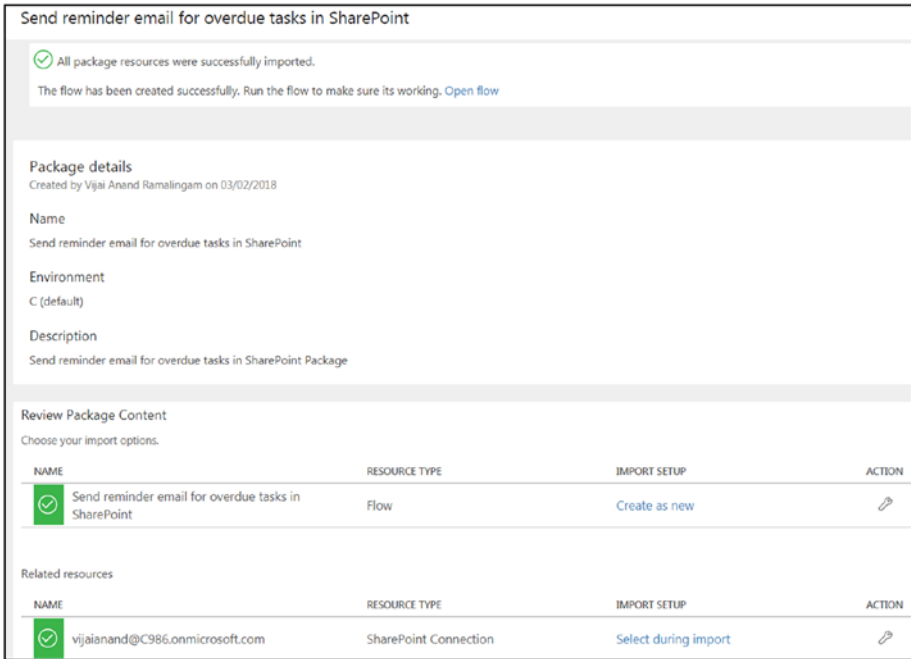 Send reminder email for overdue tasks in SharePoint
All package resources were successfully imported.
The flow has been created successfully. Run the flow to make sure its working. Open flow
Package details
Created by Vijai Anand Ramalingam on 03/02/2018
Name
Send reminder email for overdue tasks in SharePoint
Environment
C (default)
Description
Send reminder email for overdue tasks in SharePoint Package
Review Package Content
Choose your import options.
NAME RESOURCE TYPE IMPORT SETUP ACTION
Send reminder email for overdue tasks in
SharePoint Flow Create as new
Related resources
NAME RESOURCE TYPE IMPORT SETUP ACTION
vijaianand@C986.onmicrosoft.com SharePoint Connection Select during import